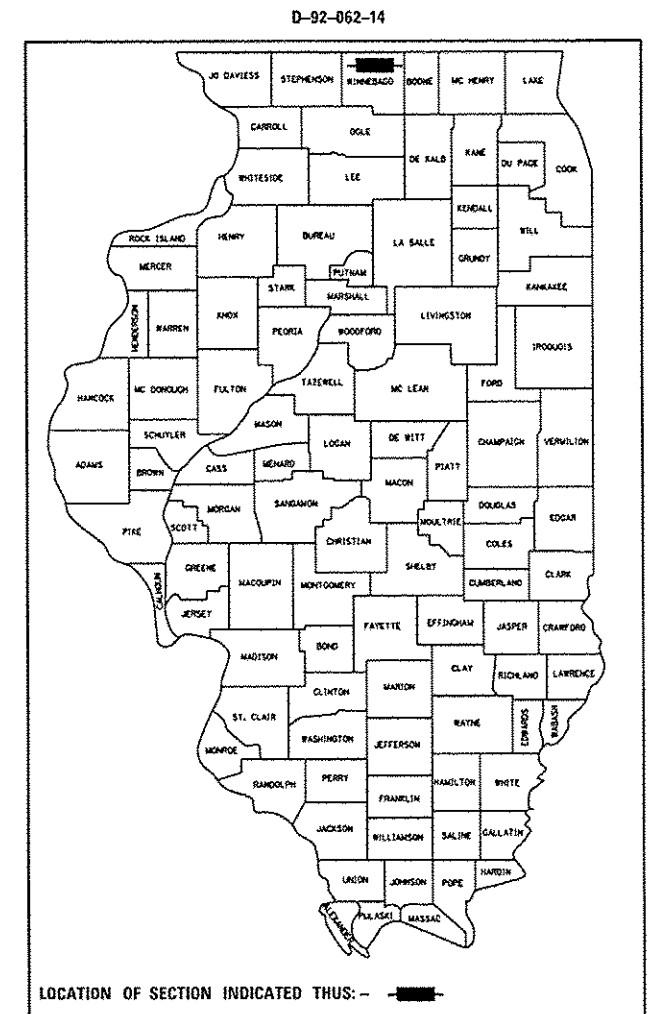 D-92-062-14
JO DAVIESS STEPHENSON WINNEBAGO BOONE MC HENRY LAKE
CARROLL OGLE
DE KALB KANE DU PAGE COOK
WHITESIDE LEE
KENDALL
ROCK ISLAND HENRY BUREAU LA SALLE WILL
GRUNDY
MERCER PUTNAM
KANKAKEE
STARK MARSHALL
HENDERSON WARREN KNOX PEORIA WOODFORD LIVINGSTON
IROQUOIS
HANCOCK MC DONOUGH FULTON TAZEWELL MC LEAN FORD
MASON
SCHUYLER LOGAN DE WITT CHAMPAIGN VERMILION
ADAMS BROWN CASS MENARD PIATT
MACON
MORGAN SANGAMON DOUGLAS
PIKE SCOTT MOULTRIE EDGAR
CHRISTIAN COLES
GREENE SHELBY
CALHOUN MACOUPIN MONTGOMERY CUMBERLAND CLARK
JERSEY
FAYETTE EFFINGHAM JASPER CRAWFORD
MADISON BOND
CLAY RICHLAND LAWRENCE
CLINTON MARION
ST. CLAIR WAYNE EDWARDS WABASH
WASHINGTON JEFFERSON
MONROE
RANDOLPH PERRY HAMILTON WHITE
FRANKLIN
JACKSON WILLIAMSON SALINE GALLATIN
UNION JOHNSON POPE HARDIN
ALEXANDER PULASKI MASSAC
LOCATION OF SECTION INDICATED THUS: -